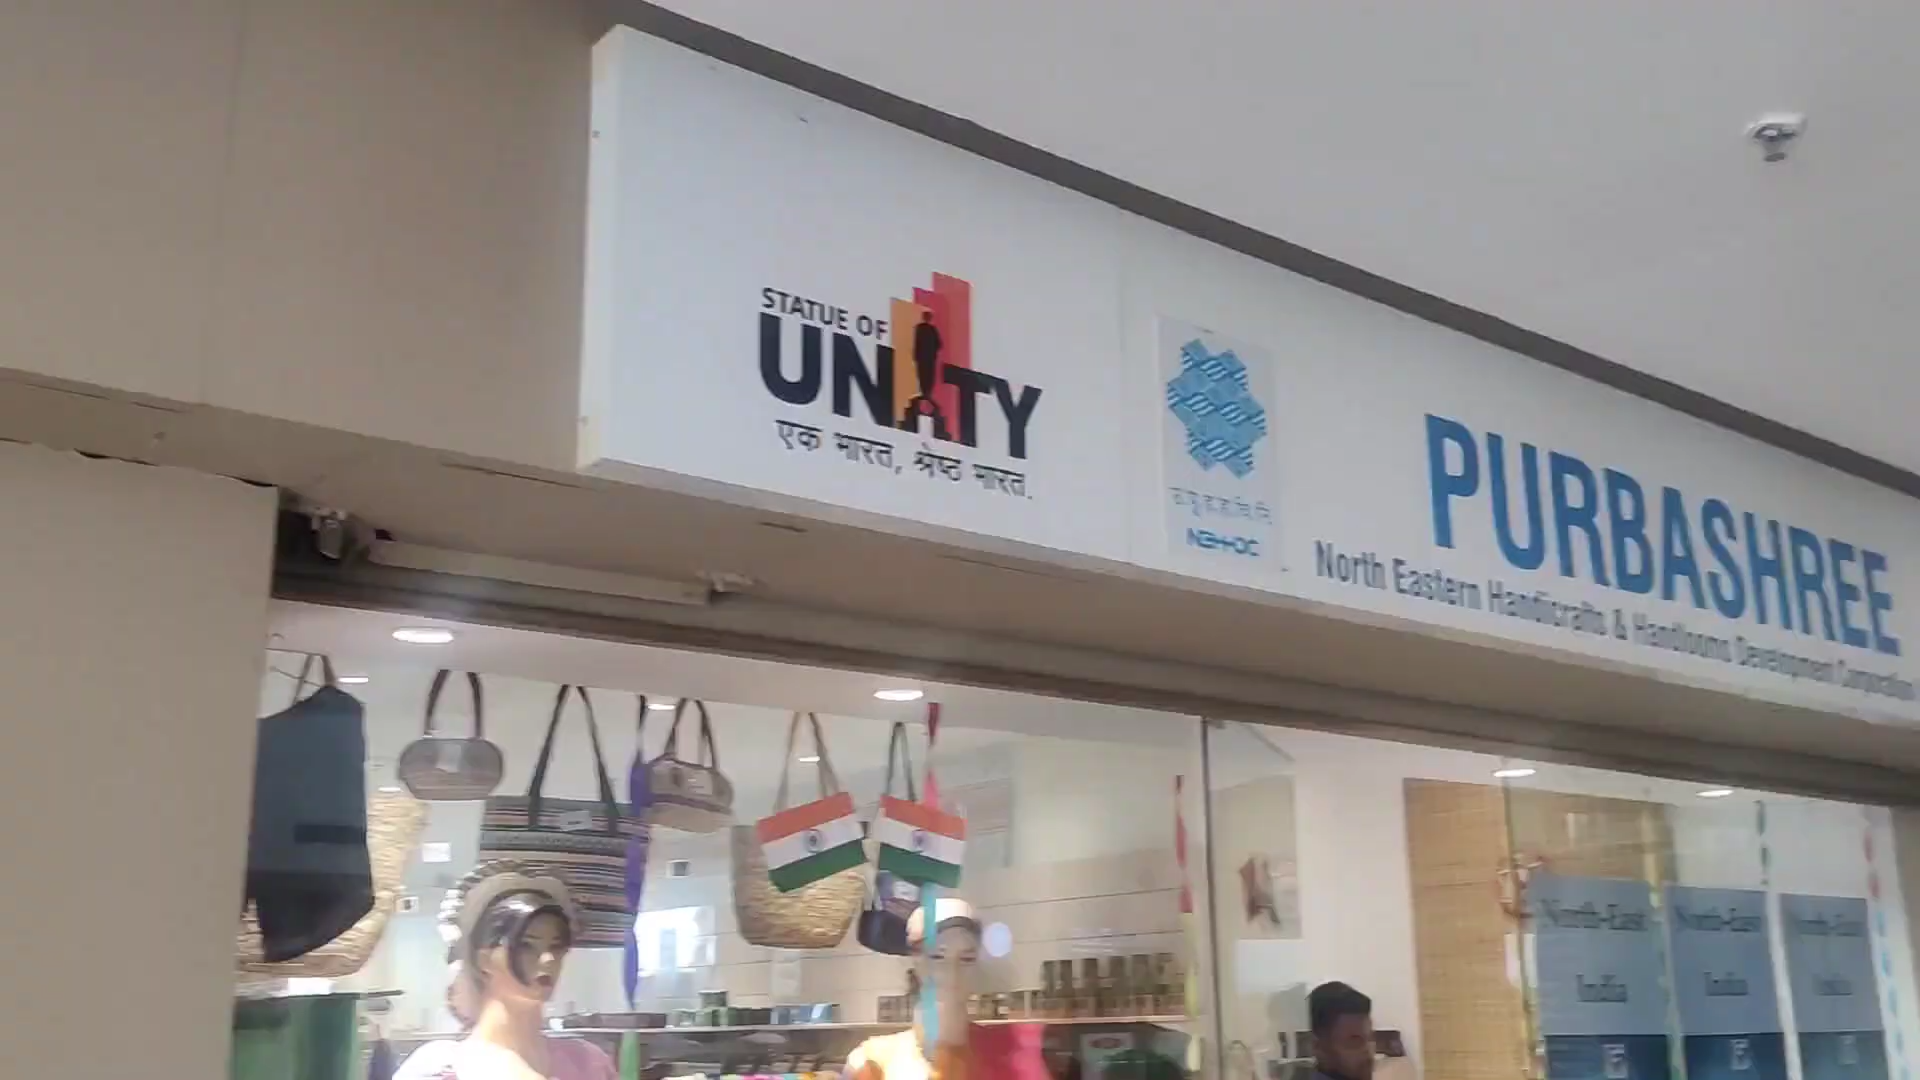 STATUE OF
UNITY
एक भारत, श्रेष्ठ भारत.
उ.पू.ह.ह.वि.नि
NEHHDC
PURBASHREE
North Eastern Handicrafts & Handlooms Development Corporation
North-East
India
North-East
India
North-East
India